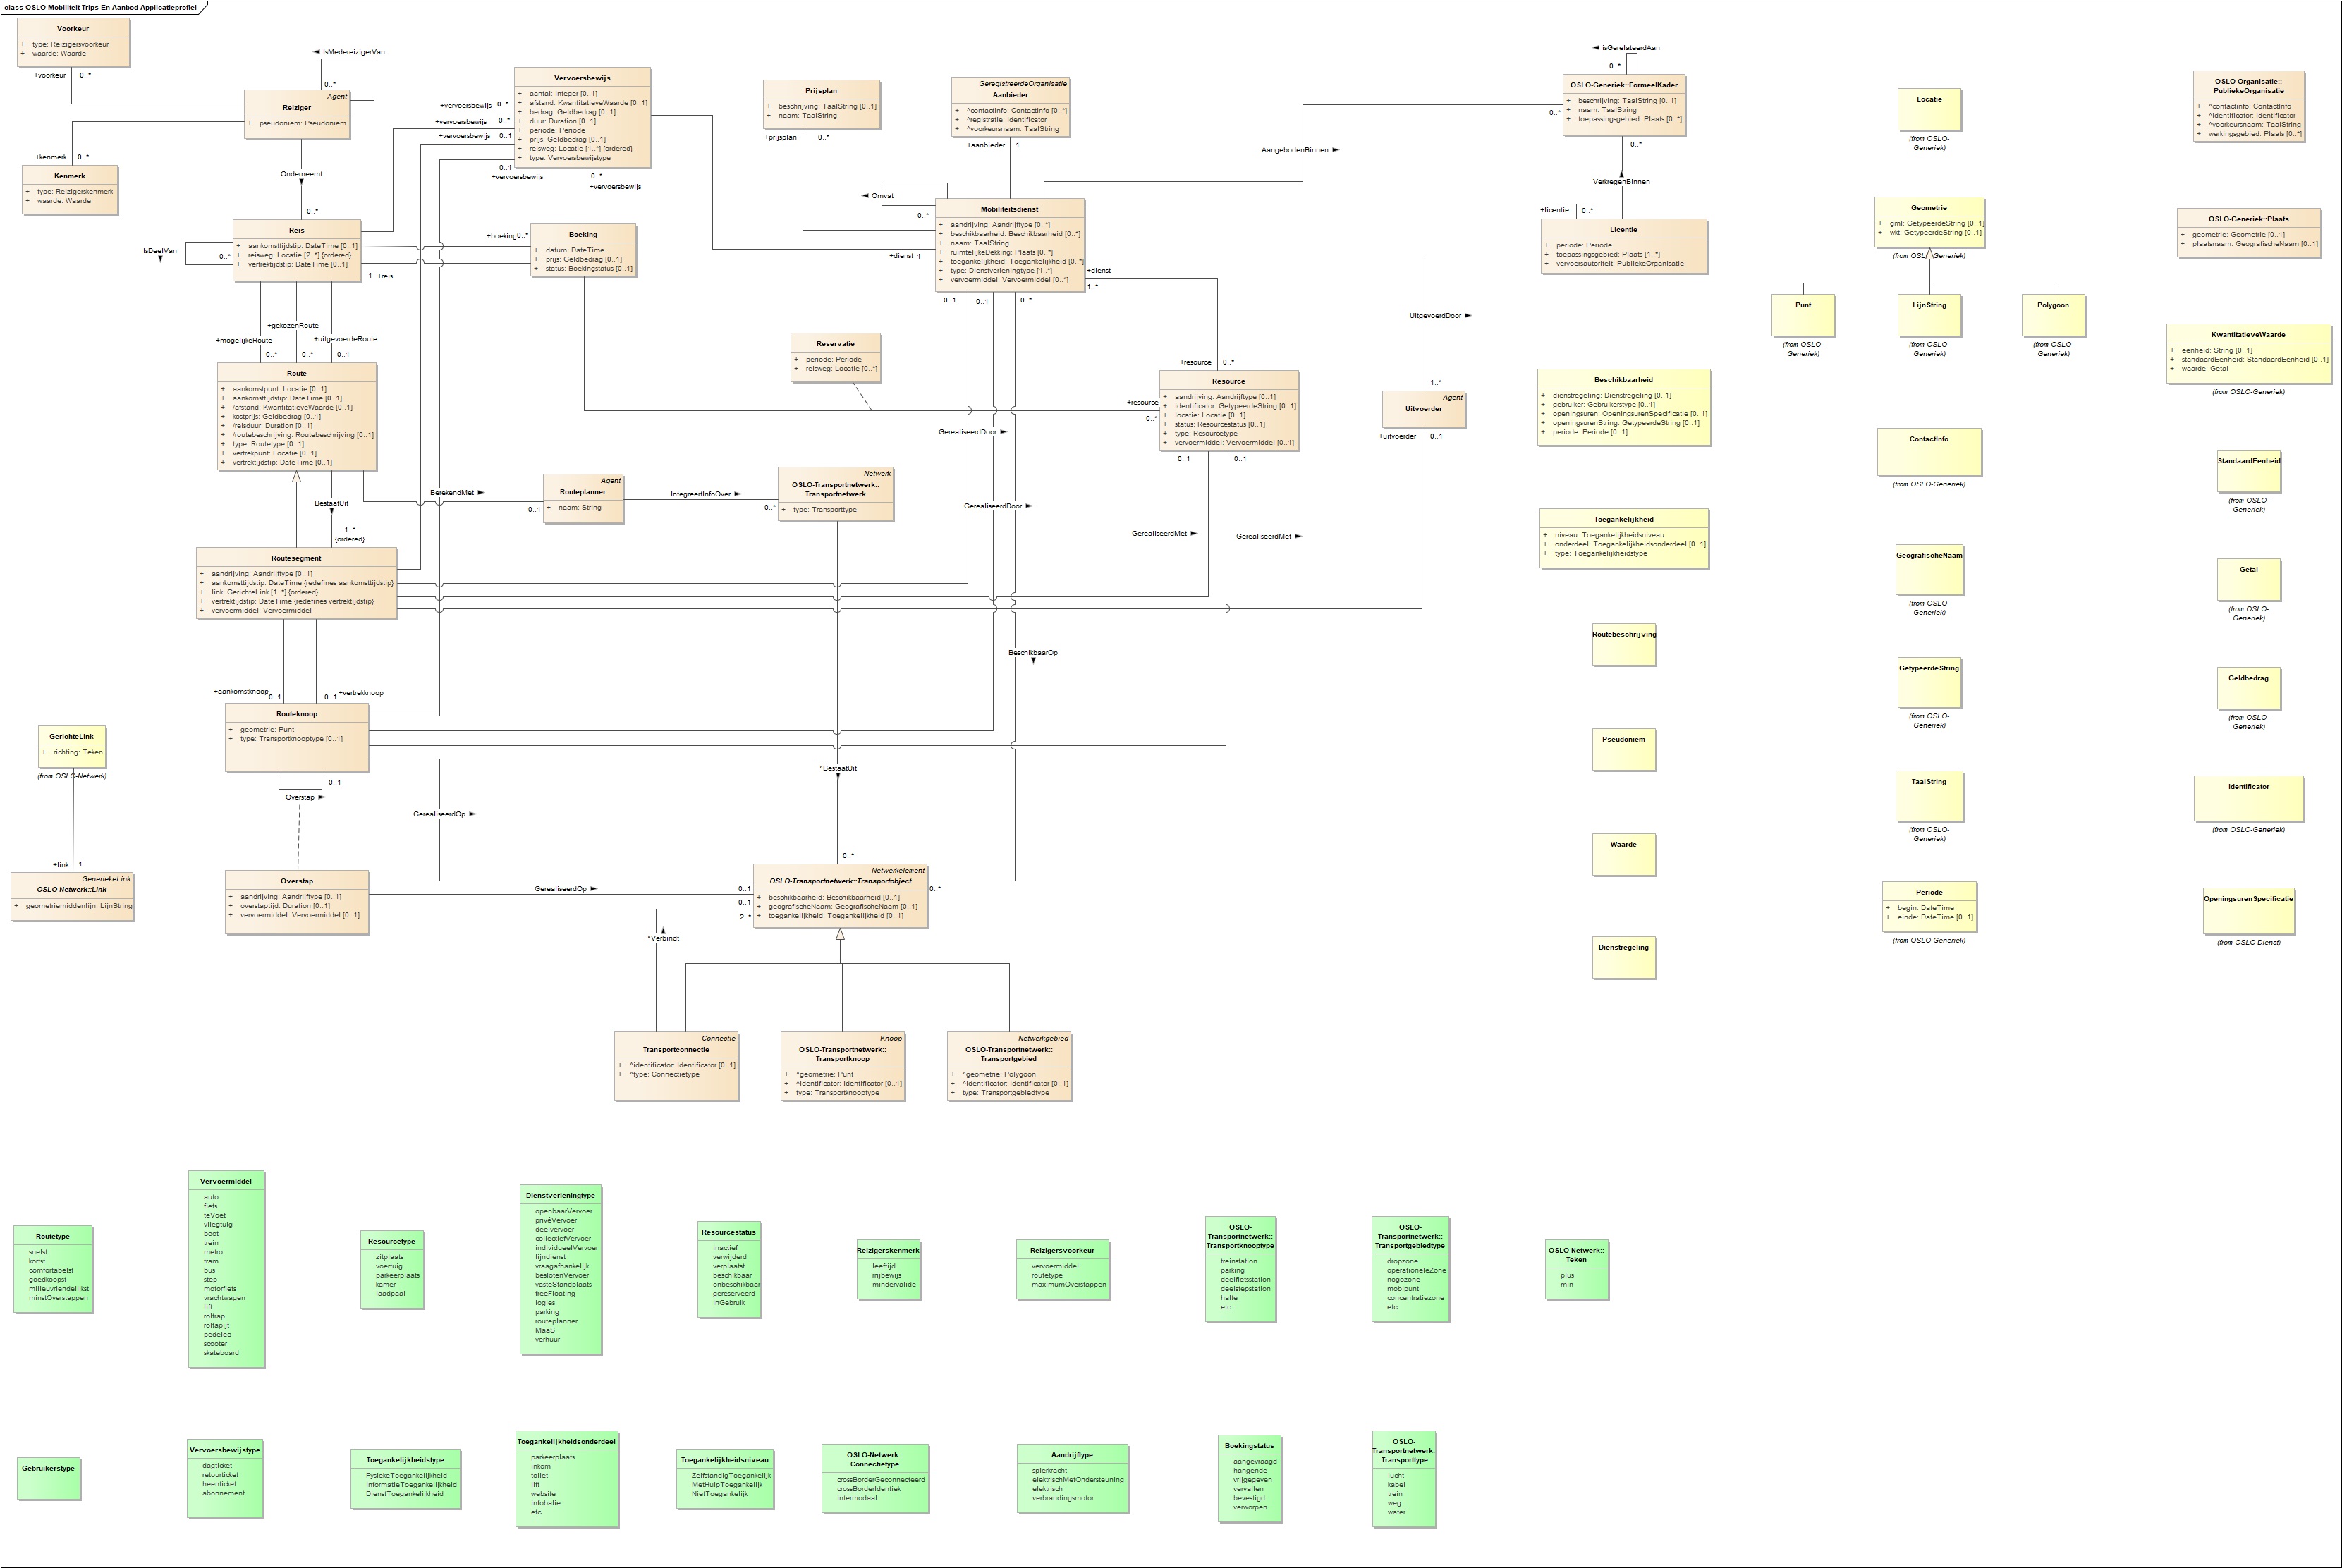 class OSLO-Mobiliteit-Trips-En-Aanbod-Applicatieprofiel
Voorkeur
+ type: Reizigersvoorkeur
+ waarde: Waarde
+voorkeur 0..*
IsMedereizigerVan
0..*
Agent
Reiziger
+ pseudoniem: Pseudoniem
+kenmerk 0..*
Kenmerk
+ type: Reizigerskenmerk
+ waarde: Waarde
Onderneemt
0..*
Vervoersbewijs
+ aantal: Integer [0..1]
+ afstand: KwantitatieveWaarde [0..1]
+ bedrag: Geldbedrag [0..1]
+ duur: Duration [0..1]
+ periode: Periode
+ prijs: Geldbedrag [0..1]
+ reisweg: Locatie [1..*] {ordered}
+ type: Vervoersbewijstype
+vervoersbewijs 0..*
+vervoersbewijs 0..*
+vervoersbewijs 0..1
0..1
+vervoersbewijs
0..*
+vervoersbewijs
Prijsplan
+ beschrijving: TaalString [0..1]
+ naam: TaalString
+prijsplan 0..*
GeregistreerdeOrganisatie
Aanbieder
+ ^contactinfo: ContactInfo [0..*]
+ ^registratie: Identificator
+ ^voorkeursnaam: TaalString
+aanbieder 1
isGerelateerdAan
0..*
OSLO-Generiek::FormeelKader
+ beschrijving: TaalString [0..1]
+ naam: TaalString
+ toepassingsgebied: Plaats [0..*]
0..*
0..*
AangebodenBinnen
VerkregenBinnen
Omvat
0..*
+licentie 0..*
Licentie
+ periode: Periode
+ toepassingsgebied: Plaats [1..*]
+ vervoersautoriteit: PubliekeOrganisatie
Mobiliteitsdienst
+ aandrijving: Aandrijftype [0..*]
+ beschikbaarheid: Beschikbaarheid [0..*]
+ naam: TaalString
+ ruimtelijkeDekking: Plaats [0..*]
+ toegankelijkheid: Toegankelijkheid [0..*]
+ type: Dienstverleningtype [1..*]
+ vervoermiddel: Vervoermiddel [0..*]
+dienst 1
+dienst
1..*
0..1
0..1
0..*
Reis
+ aankomsttijdstip: DateTime [0..1]
+ reisweg: Locatie [2..*] {ordered}
+ vertrektijdstip: DateTime [0..1]
IsDeelVan
0..*
1 +reis
+boeking 0..*
Boeking
+ datum: DateTime
+ prijs: Geldbedrag [0..1]
+ status: Boekingstatus [0..1]
+gekozenRoute
+mogelijkeRoute
+uitgevoerdeRoute
0..*
0..*
0..1
Route
+ aankomstpunt: Locatie [0..1]
+ aankomsttijdstip: DateTime [0..1]
+ /afstand: KwantitatieveWaarde [0..1]
+ kostprijs: Geldbedrag [0..1]
+ /reisduur: Duration [0..1]
+ /routebeschrijving: Routebeschrijving [0..1]
+ type: Routetype [0..1]
+ vertrekpunt: Locatie [0..1]
+ vertrektijdstip: DateTime [0..1]
Reservatie
+ periode: Periode
+ reisweg: Locatie [0..*]
+resource 0..*
+resource
0..*
Resource
+ aandrijving: Aandrijftype [0..1]
+ identificator: GetypeerdeString [0..1]
+ locatie: Locatie [0..1]
+ status: Resourcestatus [0..1]
+ type: Resourcetype
+ vervoermiddel: Vervoermiddel [0..1]
0..1
0..1
UitgevoerdDoor
1..*
Agent
Uitvoerder
+uitvoerder 0..1
GerealiseerdDoor
GerealiseerdDoor
GerealiseerdMet
GerealiseerdMet
BestaatUit
1..*
{ordered}
BerekendMet
0..1
Agent
Routeplanner
+ naam: String
IntegreertInfoOver
0..*
Netwerk
OSLO-Transportnetwerk::
Transportnetwerk
+ type: Transporttype
Routesegment
+ aandrijving: Aandrijftype [0..1]
+ aankomsttijdstip: DateTime {redefines aankomsttijdstip}
+ link: GerichteLink [1..*] {ordered}
+ vertrektijdstip: DateTime {redefines vertrektijdstip}
+ vervoermiddel: Vervoermiddel
+aankomstknoop
0..1
0..1
+vertrekknoop
BeschikbaarOp
Routeknoop
+ geometrie: Punt
+ type: Transportknooptype [0..1]
0..1
Overstap
GerealiseerdOp
^BestaatUit
0..*
GerichteLink
+ richting: Teken
(from OSLO-Netwerk)
+link 1
GeneriekeLink
OSLO-Netwerk::Link
+ geometriemiddenlijn: LijnString
Overstap
+ aandrijving: Aandrijftype [0..1]
+ overstaptijd: Duration [0..1]
+ vervoermiddel: Vervoermiddel [0..1]
GerealiseerdOp
0..1
0..1
2..*
0..*
Netwerkelement
OSLO-Transportnetwerk::Transportobject
+ beschikbaarheid: Beschikbaarheid [0..1]
+ geografischeNaam: GeografischeNaam [0..1]
+ toegankelijkheid: Toegankelijkheid [0..1]
^Verbindt
Connectie
Transportconnectie
+ ^identificator: Identificator [0..1]
+ ^type: Connectietype
Knoop
OSLO-Transportnetwerk::
Transportknoop
+ ^geometrie: Punt
+ ^identificator: Identificator [0..1]
+ type: Transportknooptype
Netwerkgebied
OSLO-Transportnetwerk::
Transportgebied
+ ^geometrie: Polygoon
+ ^identificator: Identificator [0..1]
+ type: Transportgebiedtype
Beschikbaarheid
+ dienstregeling: Dienstregeling [0..1]
+ gebruiker: Gebruikerstype [0..1]
+ openingsuren: OpeningsurenSpecificatie [0..1]
+ openingsurenString: GetypeerdeString [0..1]
+ periode: Periode [0..1]
Toegankelijkheid
+ niveau: Toegankelijkheidsniveau
+ onderdeel: Toegankelijkheidsonderdeel [0..1]
+ type: Toegankelijkheidstype
Routebeschrijving
Pseudoniem
Waarde
Dienstregeling
Locatie
(from OSLO-
Generiek)
Geometrie
+ gml: GetypeerdeString [0..1]
+ wkt: GetypeerdeString [0..1]
(from OSLO-Generiek)
Punt
(from OSLO-
Generiek)
LijnString
(from OSLO-
Generiek)
Polygoon
(from OSLO-
Generiek)
ContactInfo
(from OSLO-Generiek)
GeografischeNaam
(from OSLO-
Generiek)
GetypeerdeString
(from OSLO-
Generiek)
TaalString
(from OSLO-
Generiek)
Periode
+ begin: DateTime
+ einde: DateTime [0..1]
(from OSLO-Generiek)
OSLO-Organisatie::
PubliekeOrganisatie
+ ^contactinfo: ContactInfo
+ ^identificator: Identificator
+ ^voorkeursnaam: TaalString
+ werkingsgebied: Plaats [0..*]
OSLO-Generiek::Plaats
+ geometrie: Geometrie [0..1]
+ plaatsnaam: GeografischeNaam [0..1]
KwantitatieveWaarde
+ eenheid: String [0..1]
+ standaardEenheid: StandaardEenheid [0..1]
+ waarde: Getal
(from OSLO-Generiek)
StandaardEenheid
(from OSLO-
Generiek)
Getal
(from OSLO-
Generiek)
Geldbedrag
(from OSLO-
Generiek)
Identificator
(from OSLO-Generiek)
OpeningsurenSpecificatie
(from OSLO-Dienst)
Routetype
snelst
kortst
comfortabelst
goedkoopst
milieuvriendelijkst
minstOverstappen
Vervoermiddel
auto
fiets
teVoet
vliegtuig
boot
trein
metro
tram
bus
step
motorfiets
vrachtwagen
lift
roltrap
roltapijt
pedelec
scooter
skateboard
Resourcetype
zitplaats
voertuig
parkeerplaats
kamer
laadpaal
Dienstverleningtype
openbaarVervoer
privéVervoer
deelvervoer
collectiefVervoer
individueelVervoer
lijndienst
vraagafhankelijk
beslotenVervoer
vasteStandplaats
freeFloating
logies
parking
routeplanner
MaaS
verhuur
Resourcestatus
inactief
verwijderd
verplaatst
beschikbaar
onbeschikbaar
gereserveerd
inGebruik
Reizigerskenmerk
leeftijd
rrijbewijs
mindervalide
Reizigersvoorkeur
vervoermiddel
routetype
maximumOverstappen
OSLO-
Transportnetwerk::
Transportknooptype
treinstation
parking
deelfietsstation
deelstepstation
halte
etc
OSLO-
Transportnetwerk::
Transportgebiedtype
dropzone
operationeleZone
nogozone
mobipunt
concentratiezone
etc
OSLO-Netwerk::
Teken
plus
min
Gebruikerstype
Vervoersbewijstype
dagticket
retourticket
heenticket
abonnement
Toegankelijkheidstype
FysiekeToegankelijkheid
InformatieToegankelijkheid
DienstToegankelijkheid
Toegankelijkheidsonderdeel
parkeerplaats
inkom
toilet
lift
website
infobalie
etc
Toegankelijkheidsniveau
ZelfstandigToegankelijk
MetHulpToegankelijk
NietToegankelijk
OSLO-Netwerk::
Connectietype
crossBorderGeconnecteerd
crossBorderIdentiek
intermodaal
Aandrijftype
spierkracht
elektrischMetOndersteuning
elektrisch
verbrandingsmotor
Boekingstatus
aangevraagd
hangende
vrijgegeven
vervallen
bevestigd
verworpen
OSLO-
Transportnetwerk:
:Transporttype
lucht
kabel
trein
weg
water